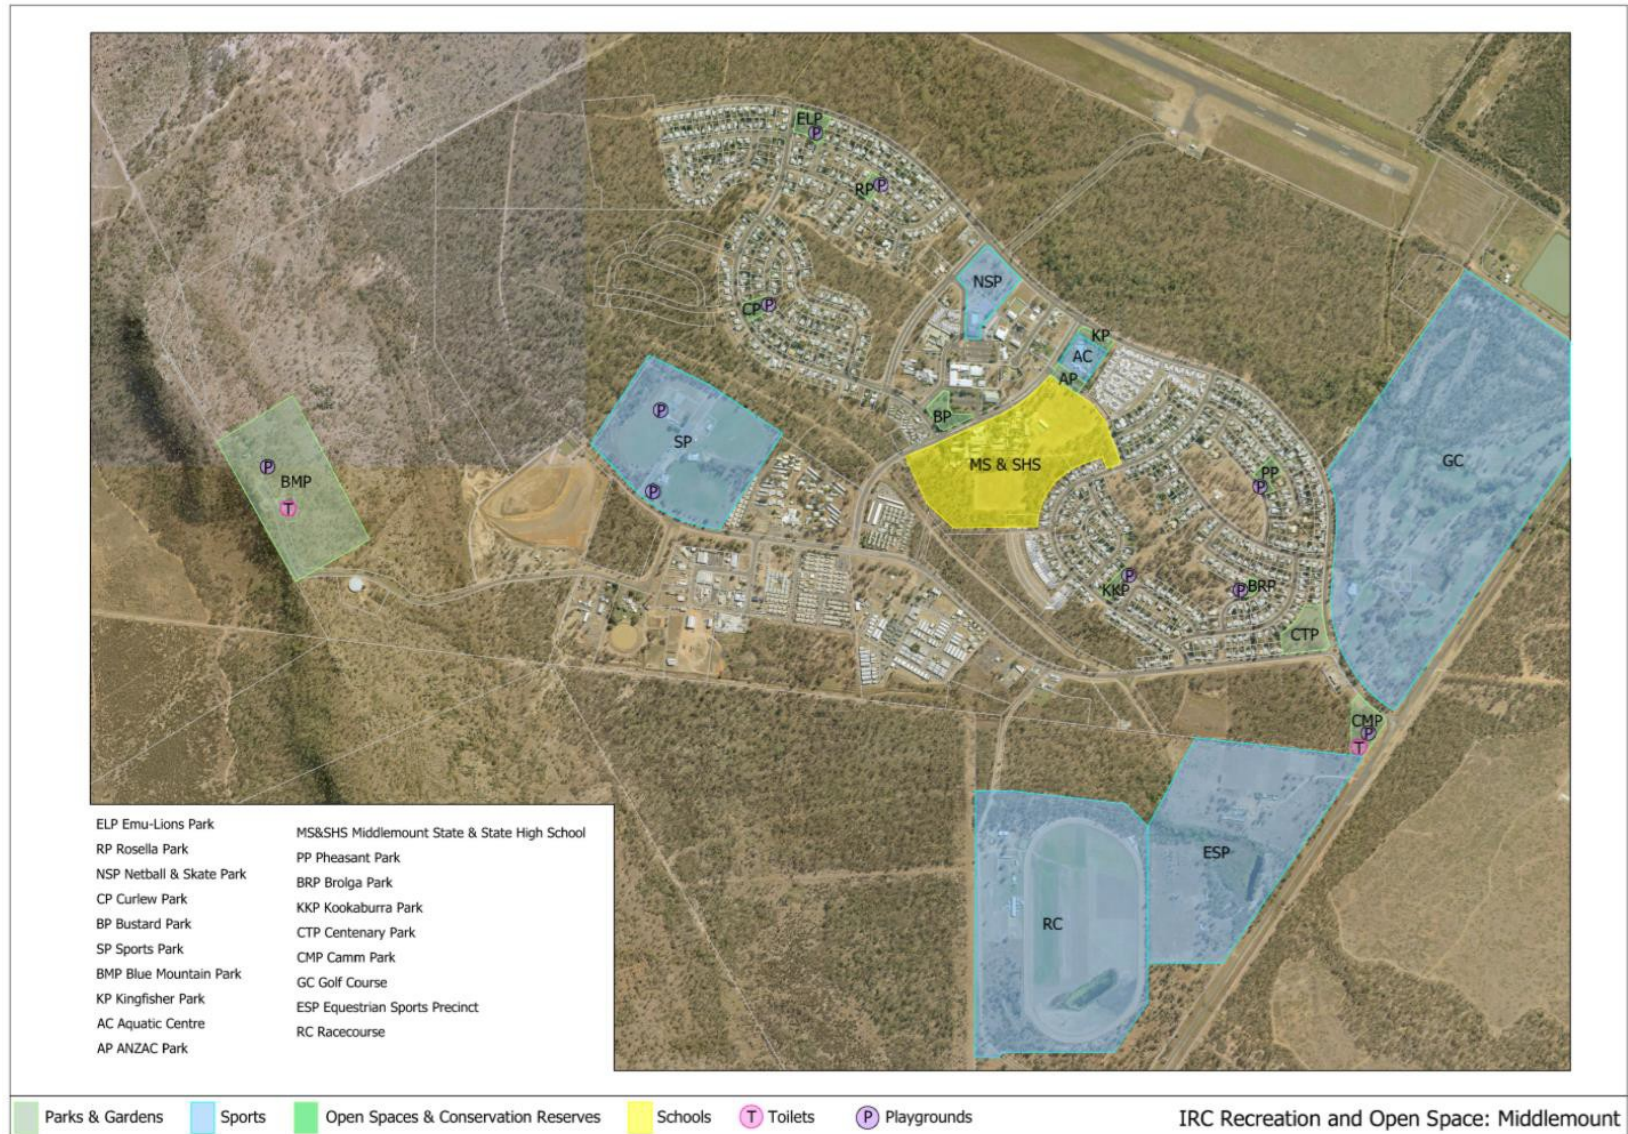 ELP
P
RP P
NSP
CP P
KP
AC
AP
BP
P
SP
MS & SHS
GC
P
BMP
PP
P
T
P
KKP P
P BRP
CTP
CMP
P
T
ESP
RC
ELP Emu-Lions Park
RP Rosella Park
NSP Netball & Skate Park
CP Curlew Park
BP Bustard Park
SP Sports Park
BMP Blue Mountain Park
KP Kingfisher Park
AC Aquatic Centre
AP ANZAC Park
MS&SHS Middlemount State & State High School
PP Pheasant Park
BRP Brolga Park
KKP Kookaburra Park
CTP Centenary Park
CMP Camm Park
GC Golf Course
ESP Equestrian Sports Precinct
RC Racecourse
Parks & Gardens Sports Open Spaces & Conservation Reserves Schools T Toilets P Playgrounds IRC Recreation and Open Space: Middlemount